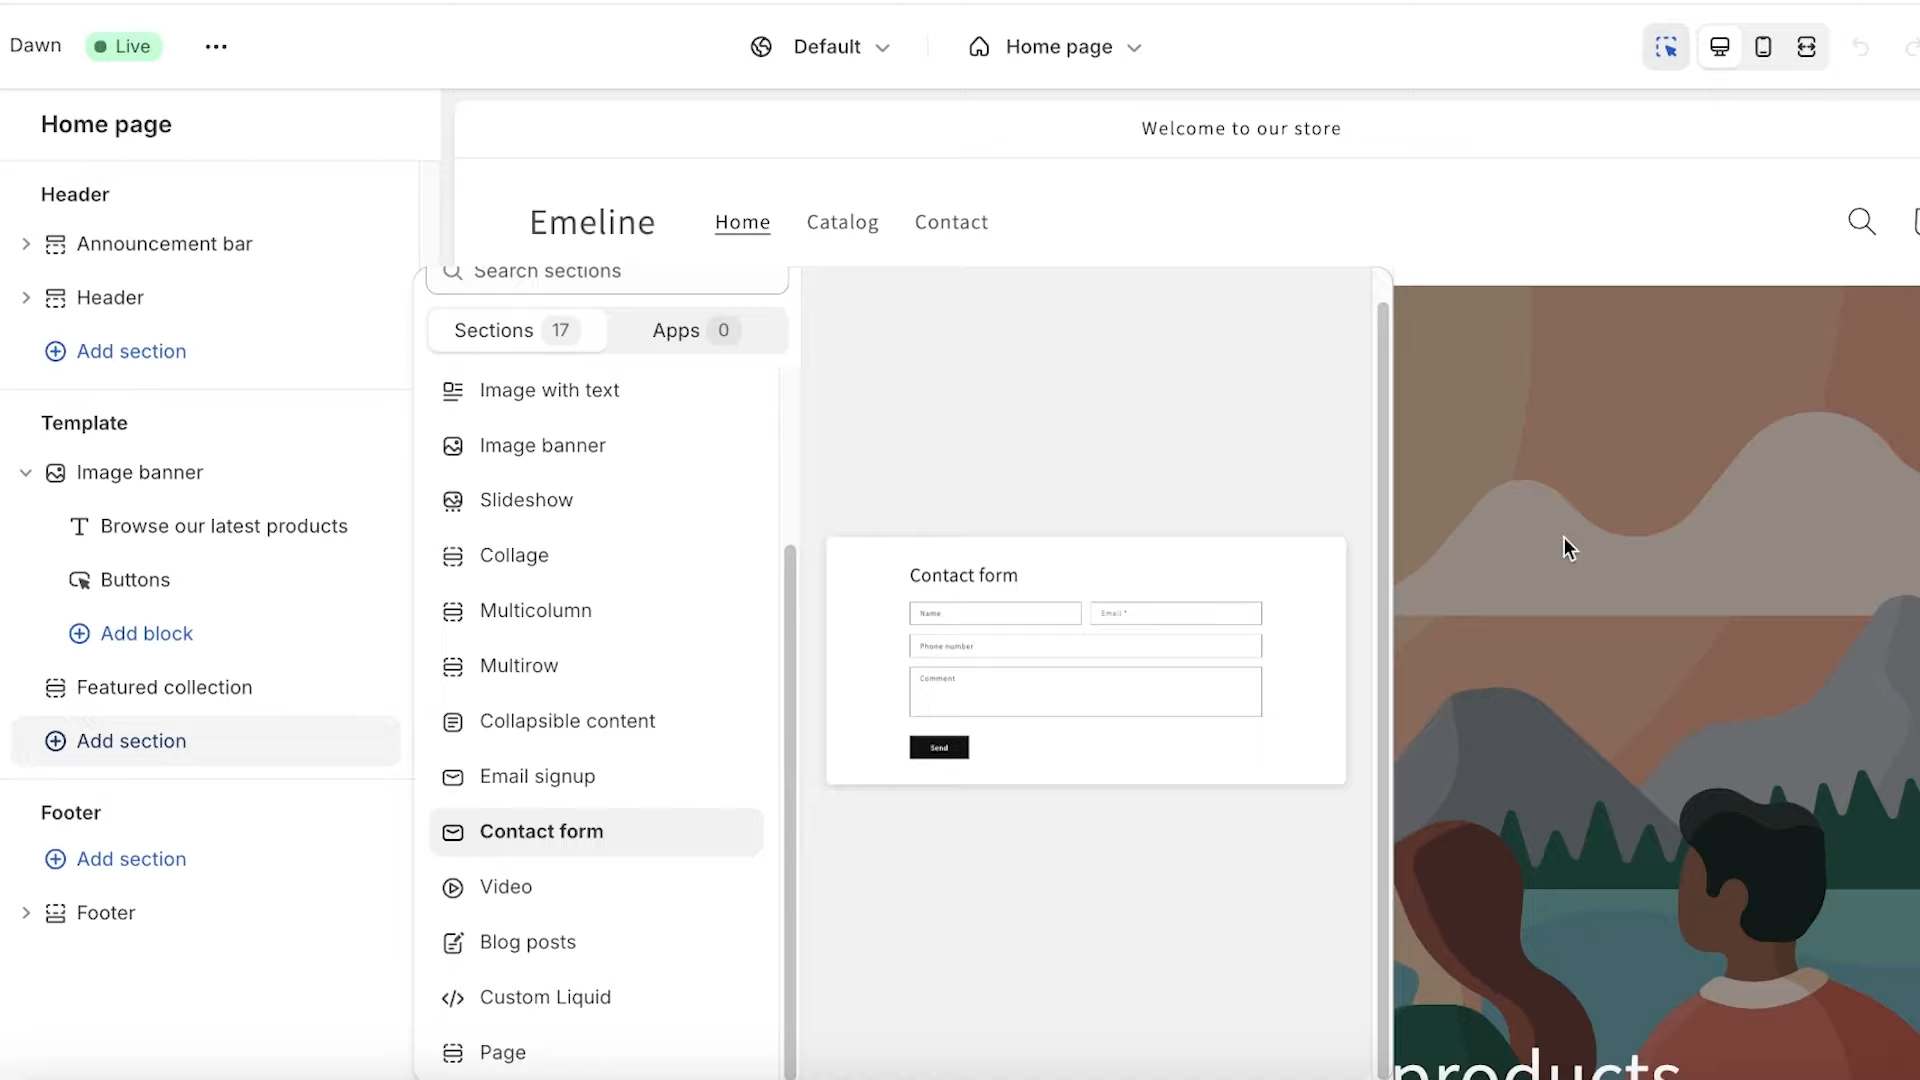 Dawn
Live
Default
Home page
Home page
Header
Announcement bar
Header
Add section
Template
Image banner
Browse our latest products
Buttons
Add block
Featured collection
Add section
Footer
Add section
Footer
Welcome to our store
Emeline
Home
Catalog
Contact
Search sections
Sections 17
Apps 0
Image with text
Image banner
Slideshow
Collage
Multicolumn
Multirow
Collapsible content
Email signup
Contact form
Video
Blog posts
Custom Liquid
Page
Contact form
Name
Email *
Phone number
Comment
Send
products